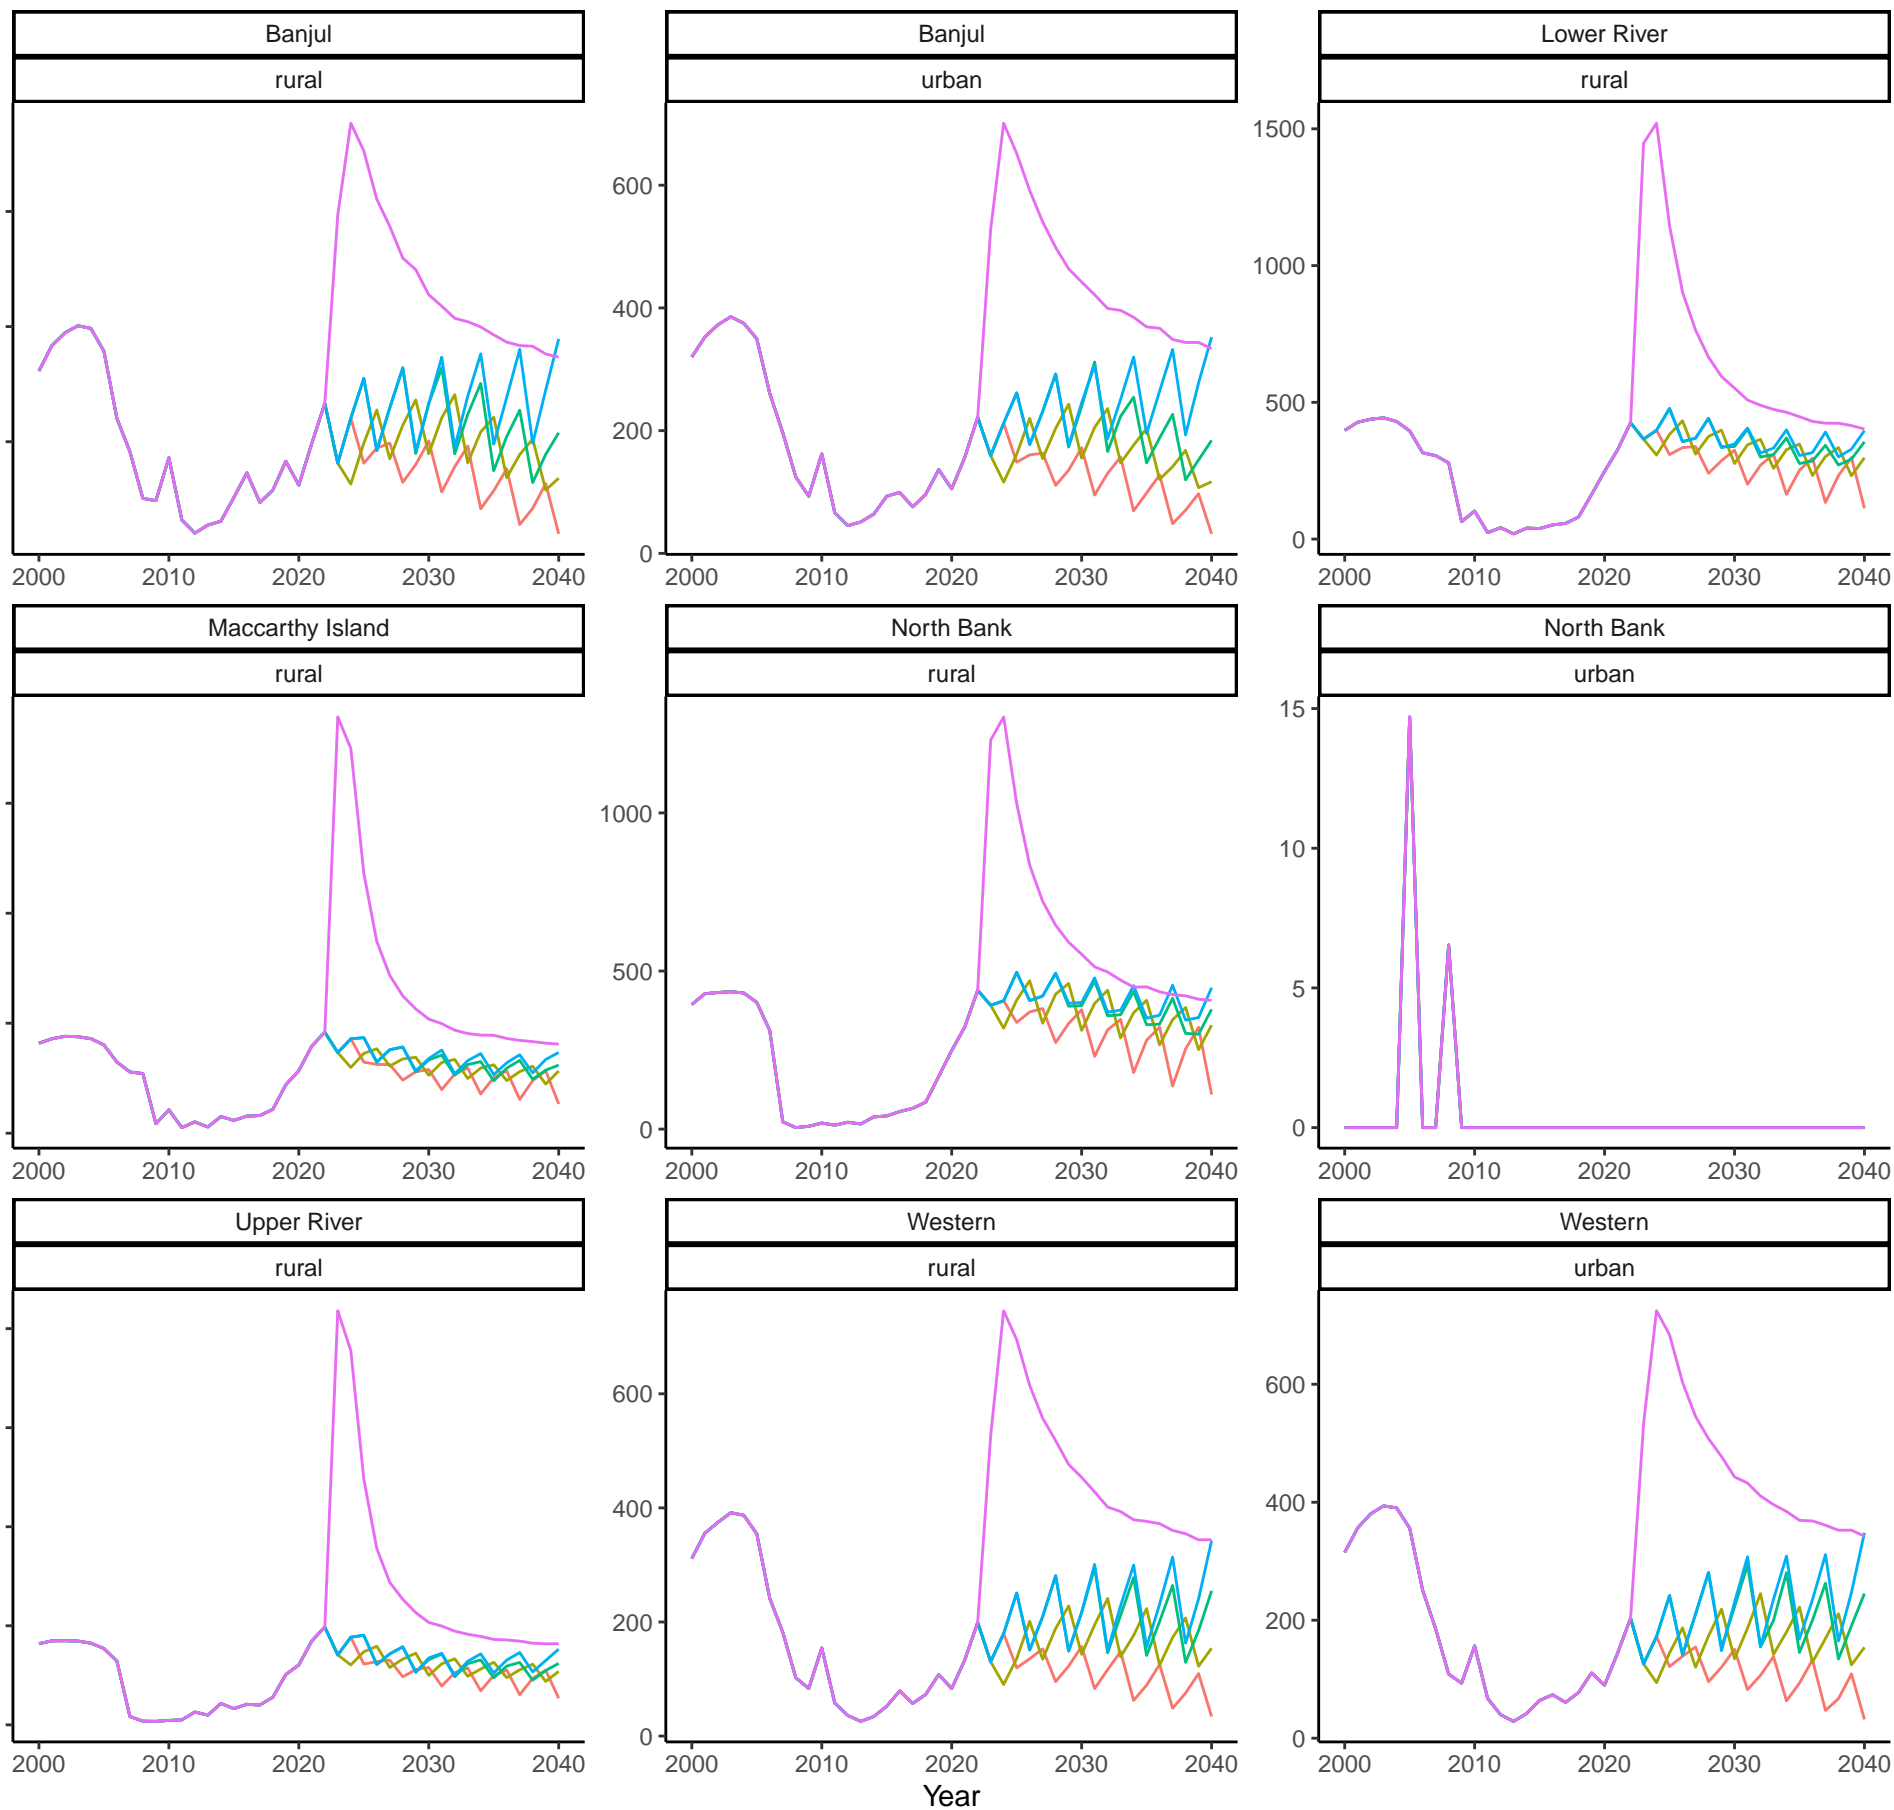 Banjul
rural
Banjul
urban
Lower River
rural
600
400
200
0
1500
1000
500
0
2000 2010 2020 2030 2040
2000 2010 2020 2030 2040
2000 2010 2020 2030 2040
Maccarthy Island
rural
North Bank
rural
North Bank
urban
1000
500
0
15
10
5
0
2000 2010 2020 2030 2040
2000 2010 2020 2030 2040
2000 2010 2020 2030 2040
Upper River
rural
Western
rural
Western
urban
600
400
200
0
600
400
200
0
2000 2010 2020 2030 2040
2000 2010 2020 2030 2040
2000 2010 2020 2030 2040
Year